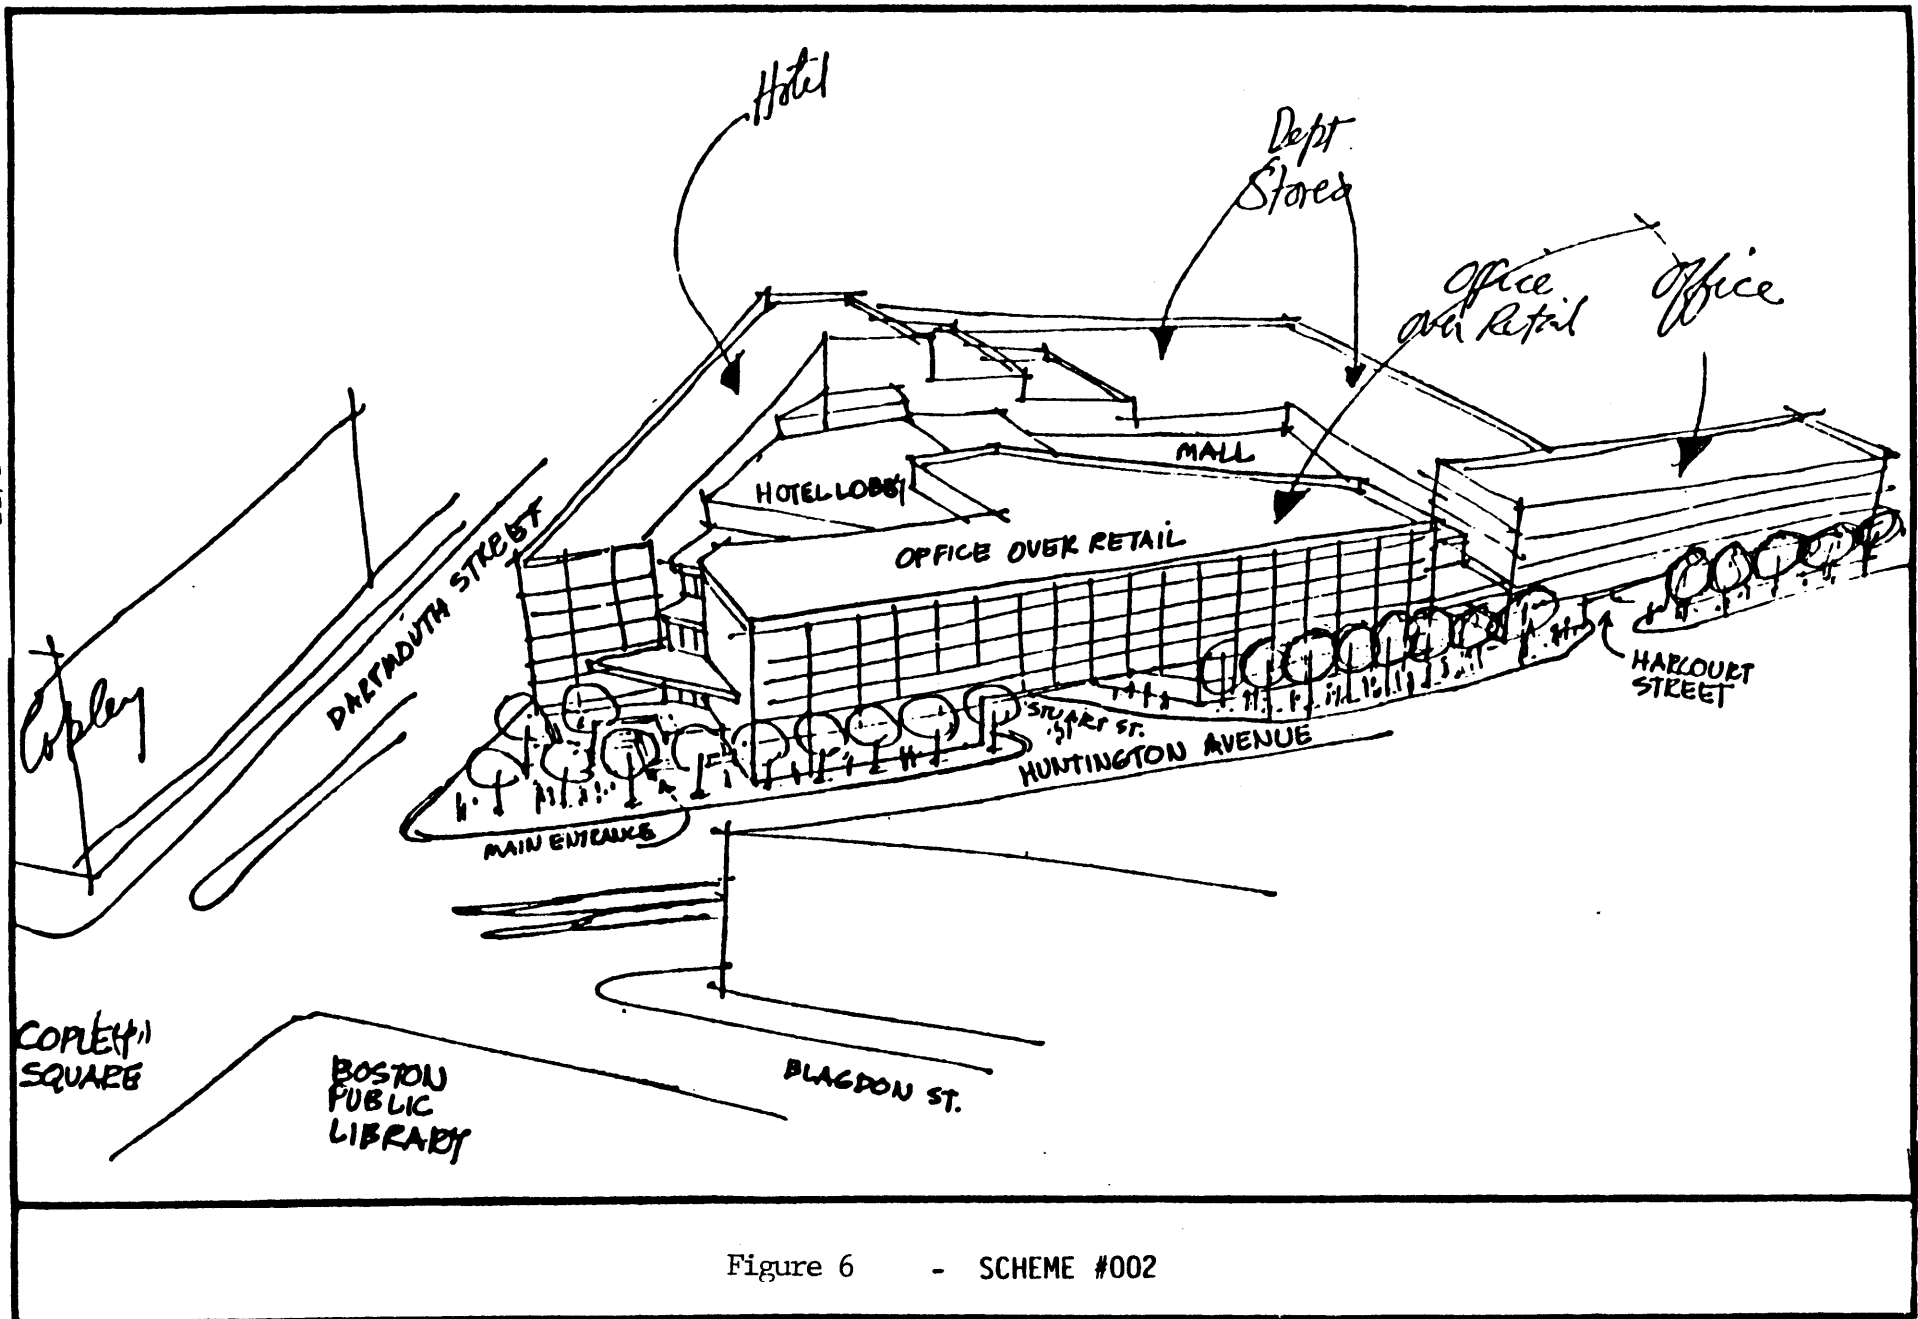 Hotel
Dept
Stores
Office
over Retail
Office
MALL
HOTEL LOBBY
OFFICE OVER RETAIL
DARTMOUTH STREET
HARCOURT
STREET
Copley
STUART ST.
HUNTINGTON AVENUE
MAIN ENTRANCE
COPLEY
SQUARE
BOSTON
PUBLIC
LIBRARY
BLAGDON ST.
Figure 6 - SCHEME #002